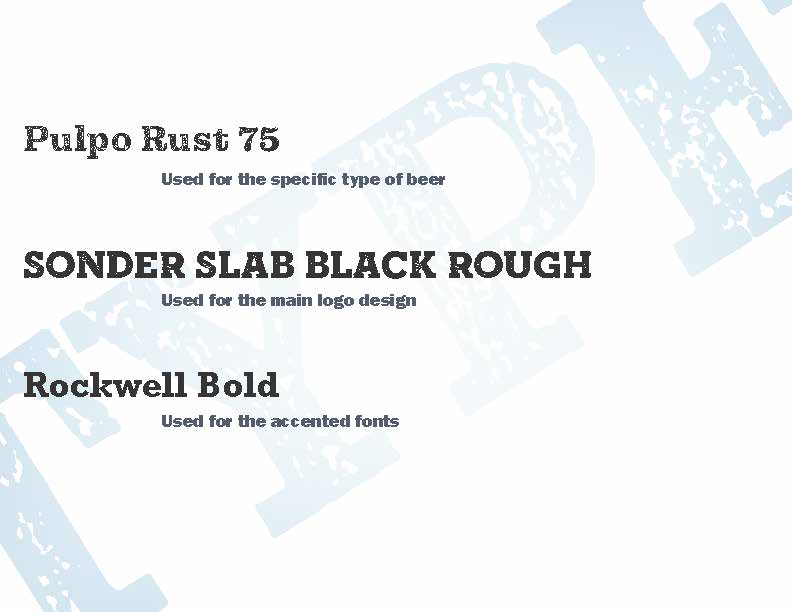 TYPE
Pulpo Rust 75
Used for the specific type of beer
SONDER SLAB BLACK ROUGH
Used for the main logo design
Rockwell Bold
Used for the accented fonts